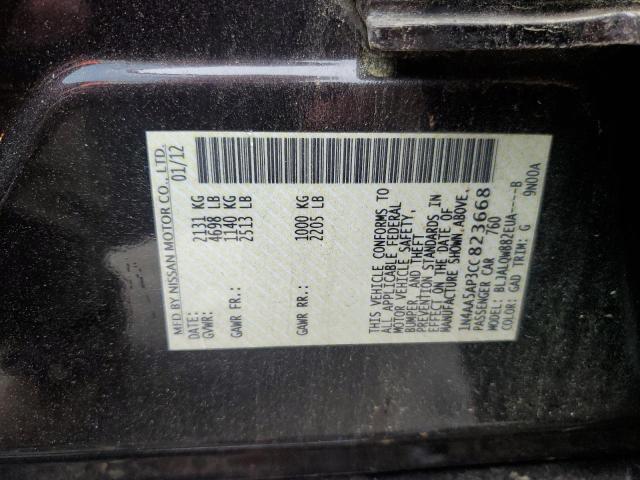 MFD BY NISSAN MOTOR CO., LTD.
01/12
GVWR: 2131 KG
4698 LB
GAWR FR.: 1140 KG
2513 LB
GAWR RR.: 1000 KG
2205 LB
THIS VEHICLE CONFORMS TO
ALL APPLICABLE FEDERAL
MOTOR VEHICLE SAFETY,
BUMPER, AND THEFT
PREVENTION STANDARDS IN
EFFECT ON THE DATE OF
MANUFACTURE SHOWN ABOVE.
1N4AA5AP3CC823668
PASSENGER CAR 760
MODEL: BLJALQWB82EUA----B
COLOR: GAD TRIM: G 9N00A